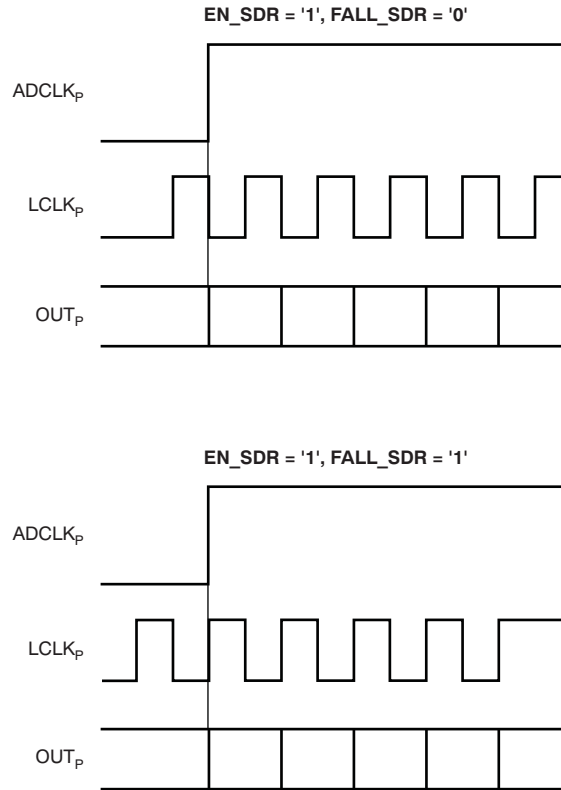 EN_SDR = '1', FALL_SDR = '0'
ADCLKP
LCLKP
OUTP
EN_SDR = '1', FALL_SDR = '1'
ADCLKP
LCLKP
OUTP